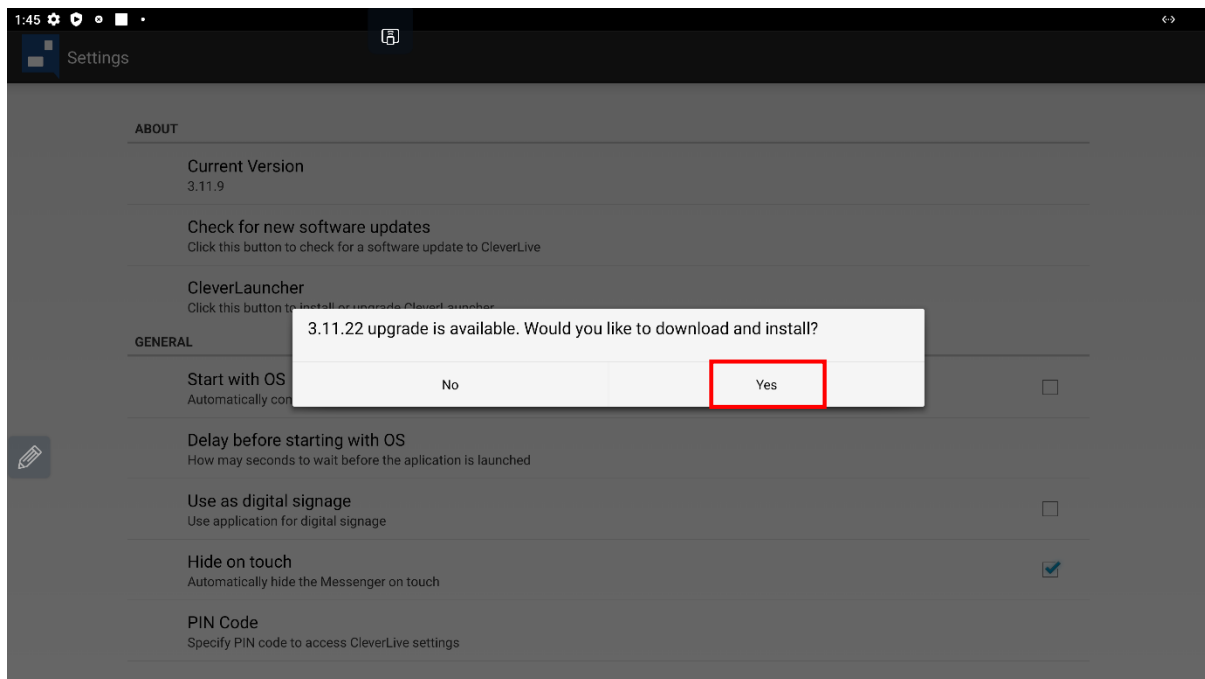 1:45
Settings
ABOUT
Current Version
3.11.9
Check for new software updates
Click this button to check for a software update to CleverLive
CleverLauncher
Click this button to install or upgrade CleverLauncher
3.11.22 upgrade is available. Would you like to download and install?
GENERAL
Start with OS
No
Yes
Automatically con
Delay before starting with OS
How may seconds to wait before the aplication is launched
Use as digital signage
Use application for digital signage
Hide on touch
Automatically hide the Messenger on touch
PIN Code
Specify PIN code to access CleverLive settings